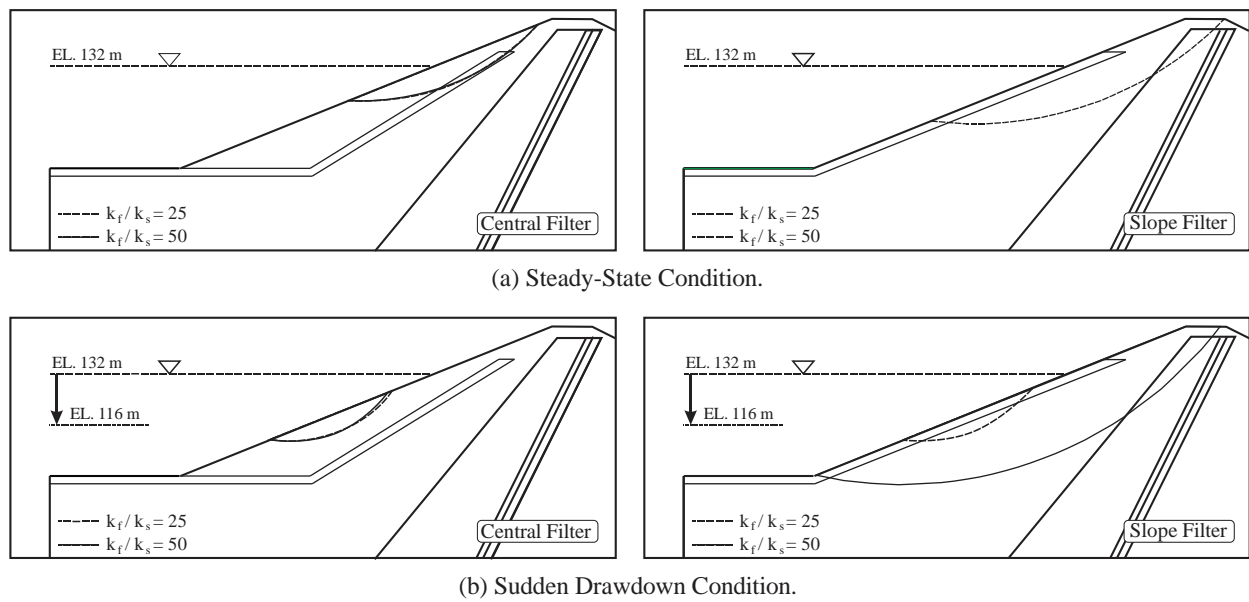 EL. 132 m
k_f / k_s = 25
k_f / k_s = 50
Central Filter
EL. 132 m
k_f / k_s = 25
k_f / k_s = 50
Slope Filter
(a) Steady-State Condition.
EL. 132 m
EL. 116 m
k_f / k_s = 25
k_f / k_s = 50
Central Filter
EL. 132 m
EL. 116 m
k_f / k_s = 25
k_f / k_s = 50
Slope Filter
(b) Sudden Drawdown Condition.